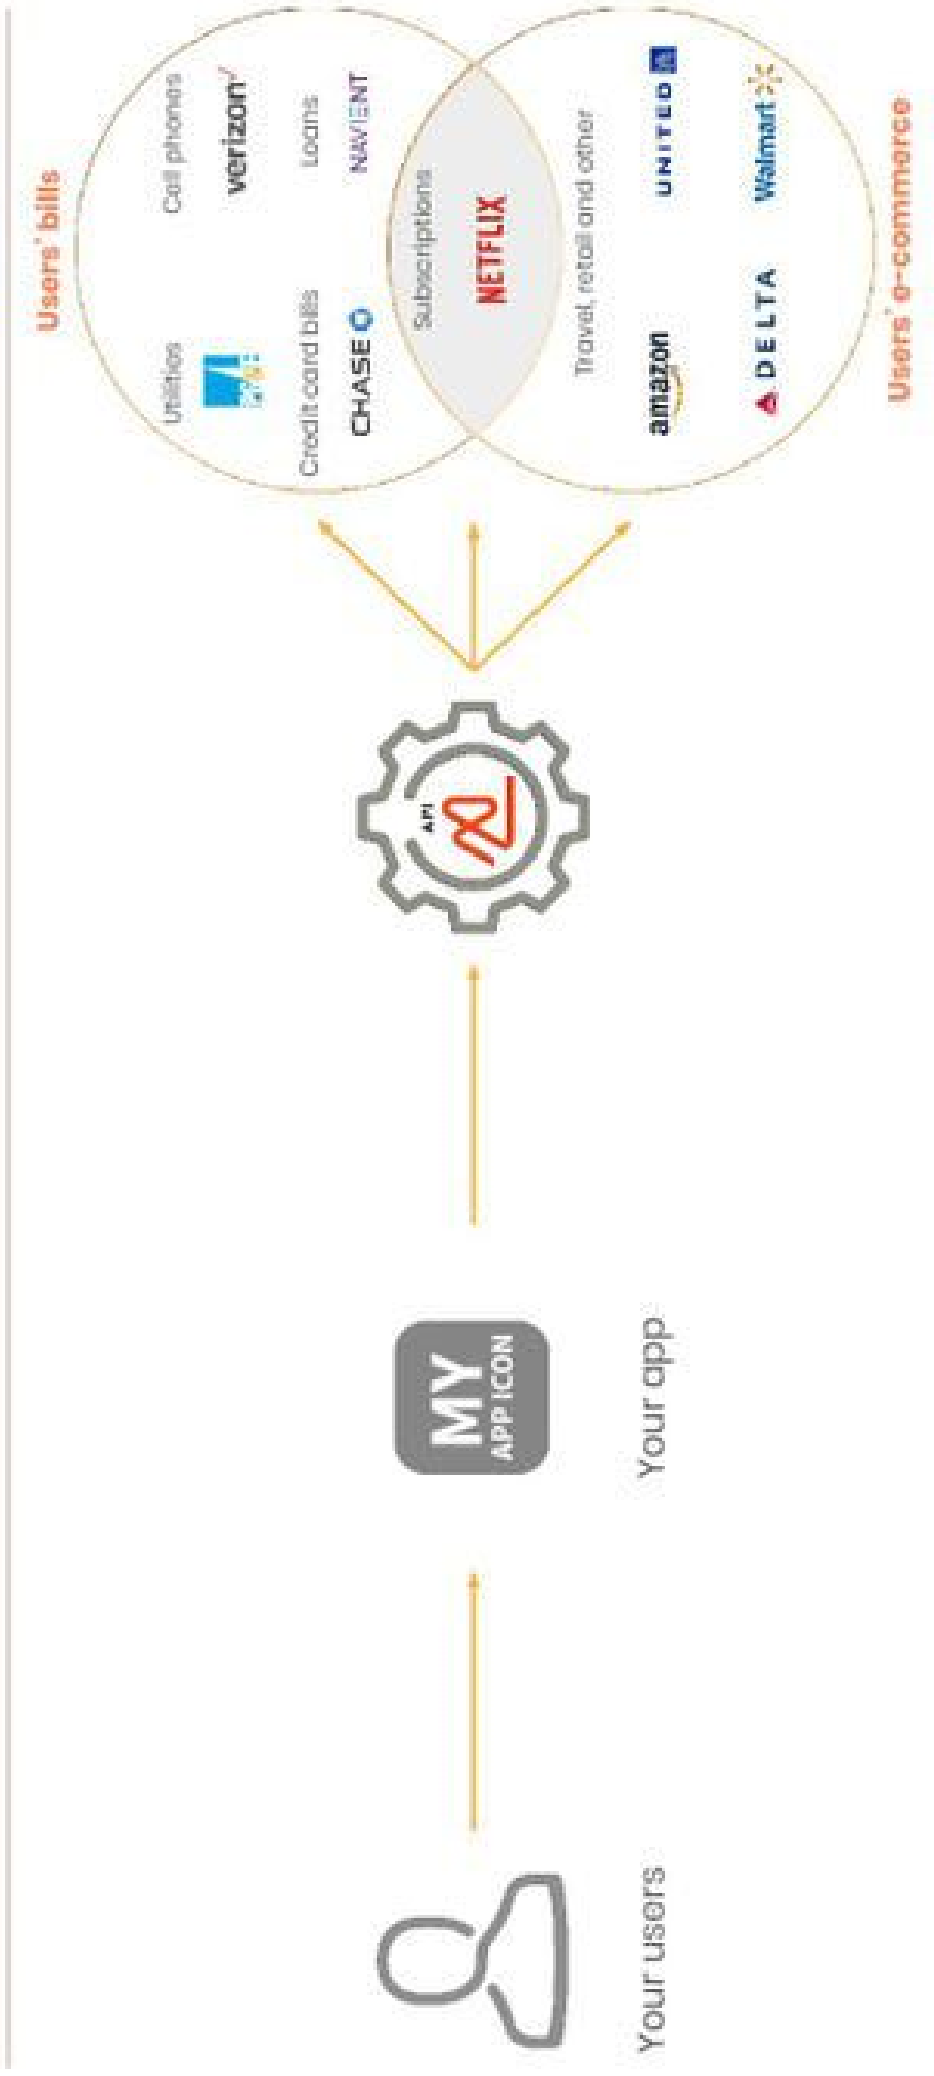 Users' bills
Utilities
Cell phones
verizon
Credit card bills
Loans
CHASE
NAVIENT
Subscriptions
NETFLIX
Travel, retail and other
amazon
UNITED
DELTA
Walmart
Users' e-commerce
API
MY
APP ICON
Your users
Your app